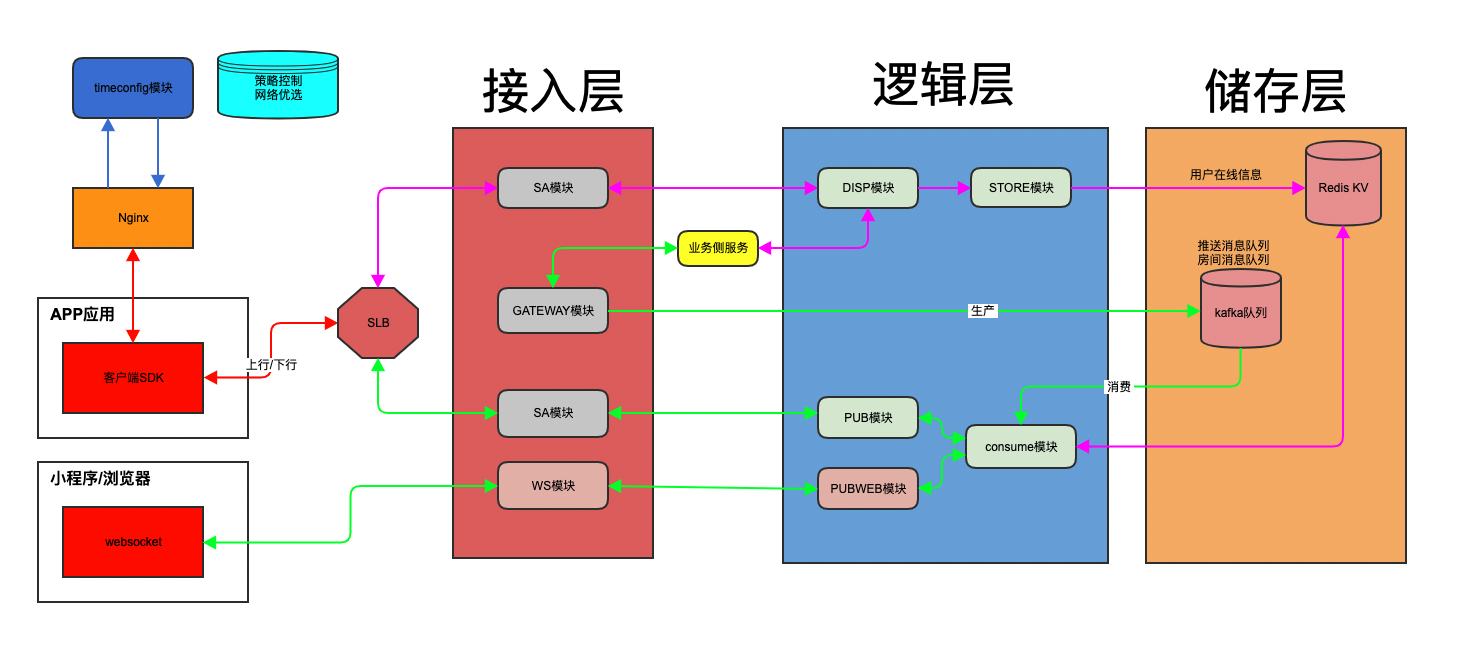 timeconfig模块
策略控制
网络优选
接入层
逻辑层
储存层
SA模块
DISP模块
STORE模块
用户在线信息
Redis KV
Nginx
业务侧服务
推送消息队列
房间消息队列
APP应用
SLB
GATEWAY模块
生产
kafka队列
客户端SDK
上行/下行
消费
SA模块
PUB模块
consume模块
小程序/浏览器
WS模块
PUBWEB模块
websocket